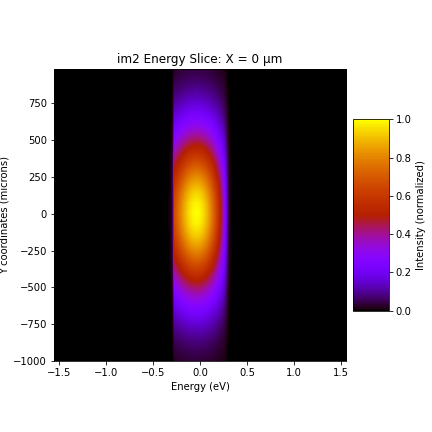 im2 Energy Slice: X = 0 μm
Y coordinates (microns)
750
500
250
0
−250
−500
−750
−1000
−1.5 −1.0 −0.5 0.0 0.5 1.0 1.5
Energy (eV)
1.0
0.8
0.6
0.4
0.2
0.0
Intensity (normalized)